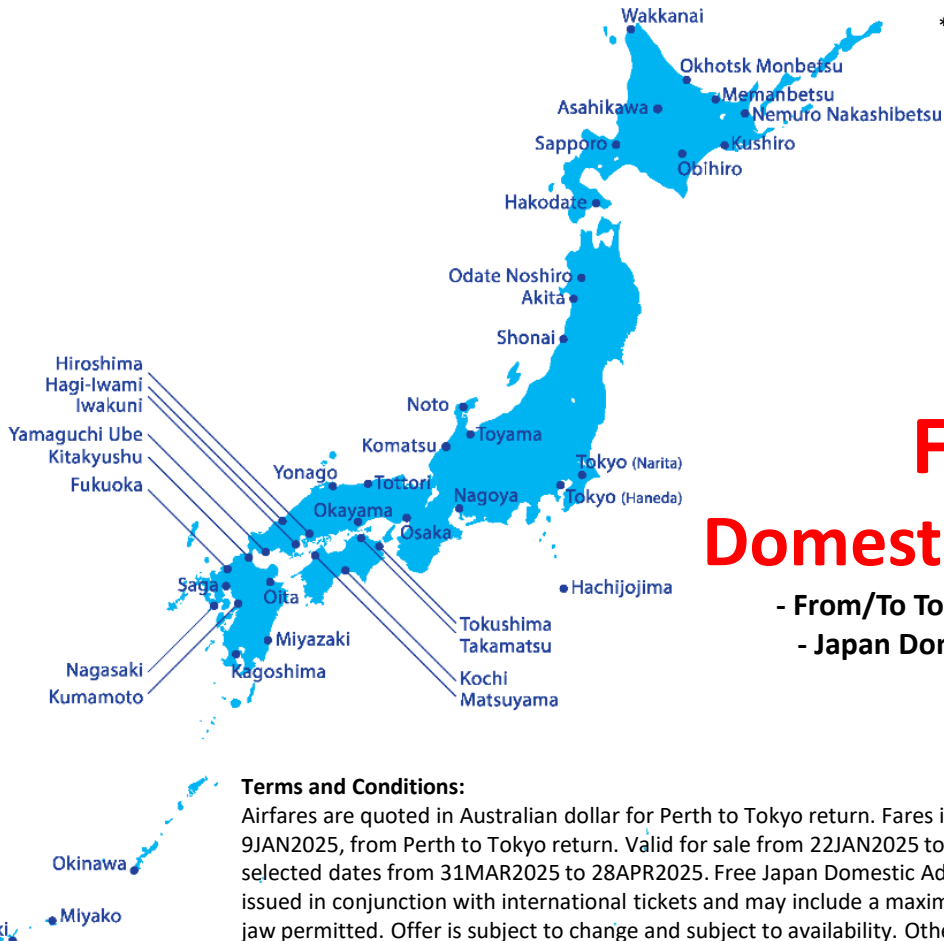 Wakkanai
*
Okhotsk Monbetsu
Memanbetsu
Asahikawa
Nemuro Nakashibetsu
Sapporo
Kushiro
Obihiro
Hakodate
Odate Noshiro
Akita
Shonai
Hiroshima
Hagi-Iwami
Iwakuni
Noto
Yamaguchi Ube
Toyama
Komatsu
Kitakyushu
Tokyo (Narita)
Yonago
Tottori
Fukuoka
Nagoya
Tokyo (Haneda)
Okayama
Osaka
F
Domest
Saga
Oita
Hachijojima
- From/To To
Tokushima
Miyazaki
Takamatsu
- Japan Dor
Nagasaki
Kagoshima
Kochi
Kumamoto
Matsuyama
Terms and Conditions:
Airfares are quoted in Australian dollar for Perth to Tokyo return. Fares i
9JAN2025, from Perth to Tokyo return. Valid for sale from 22JAN2025 to
selected dates from 31MAR2025 to 28APR2025. Free Japan Domestic Ad
issued in conjunction with international tickets and may include a maxim
jaw permitted. Offer is subject to change and subject to availability. Othe
Okinawa
Miyako
ki